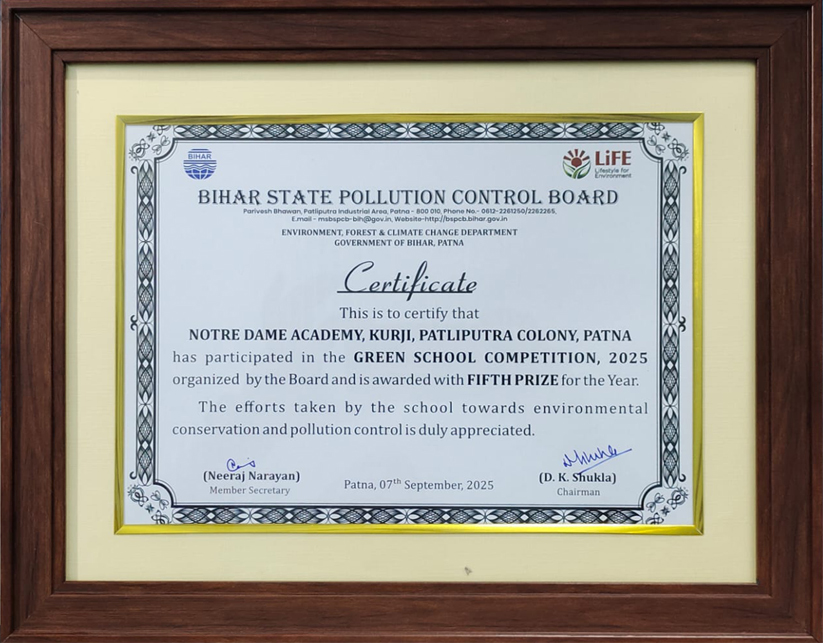 BIHAR
LiFE
Lifestyle for
Environment
BIHAR STATE POLLUTION CONTROL BOARD
Parivesh Bhawan, Patliputra Industrial Area, Patna - 800 010, Phone No.- 0612-2261250/2262265,
E.mail - msbspcb-bih@gov.in, Website-http://bspcb.bihar.gov.in
ENVIRONMENT, FOREST & CLIMATE CHANGE DEPARTMENT
GOVERNMENT OF BIHAR, PATNA
Certificate
This is to certify that
NOTRE DAME ACADEMY, KURJI, PATLIPUTRA COLONY, PATNA
has participated in the GREEN SCHOOL COMPETITION, 2025
organized by the Board and is awarded with FIFTH PRIZE for the Year.
The efforts taken by the school towards environmental
conservation and pollution control is duly appreciated.
(Neeraj Narayan)
Member Secretary
Patna, 07th September, 2025
(D. K. Shukla)
Chairman